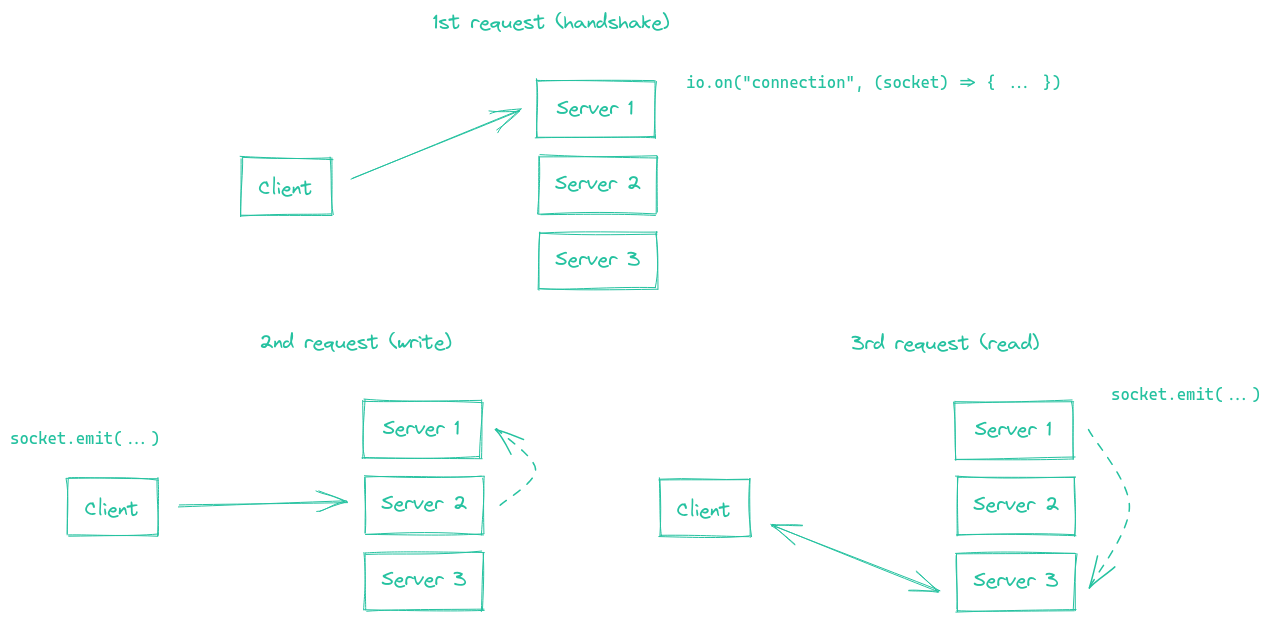 1st request (handshake)
io.on("connection", (socket) => { ... })
Server 1
Client
Server 2
Server 3
2nd request (write)
socket.emit(...)
Server 1
Client
Server 2
Server 3
3rd request (read)
socket.emit(...)
Server 1
Client
Server 2
Server 3